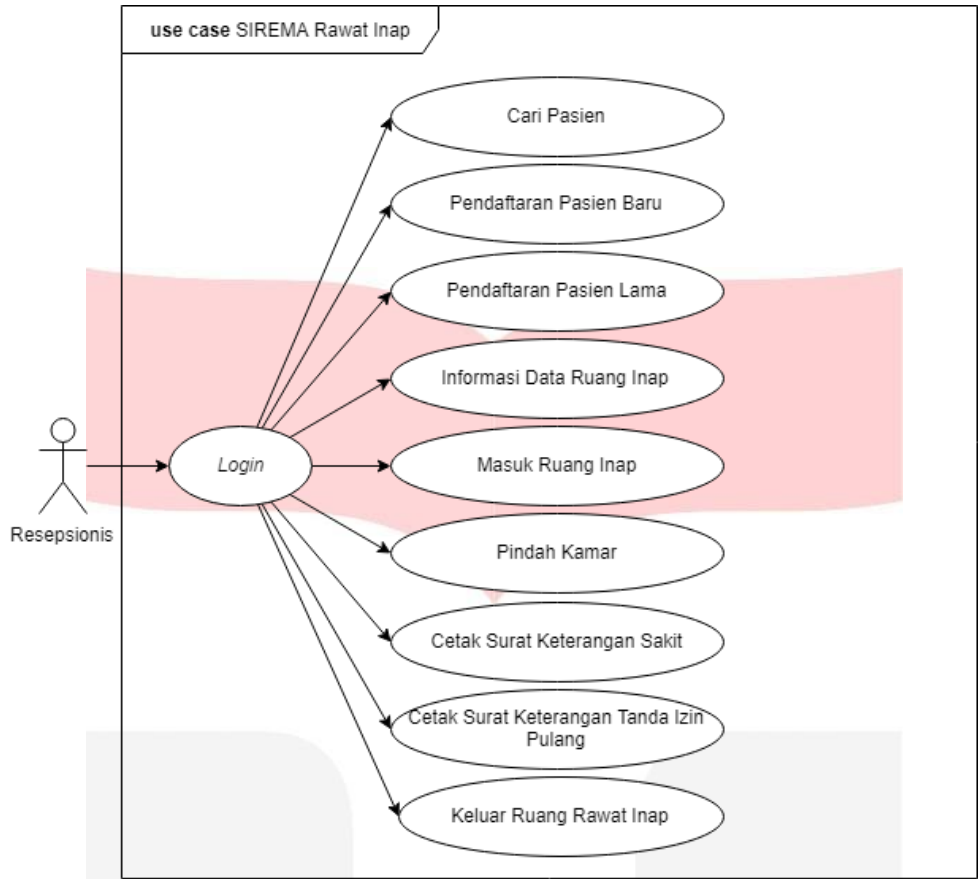 use case SIREMA Rawat Inap
Cari Pasien
Pendaftaran Pasien Baru
Pendaftaran Pasien Lama
Informasi Data Ruang Inap
Login
Masuk Ruang Inap
Resepsionis
Pindah Kamar
Cetak Surat Keterangan Sakit
Cetak Surat Keterangan Tanda Izin
Pulang
Keluar Ruang Rawat Inap